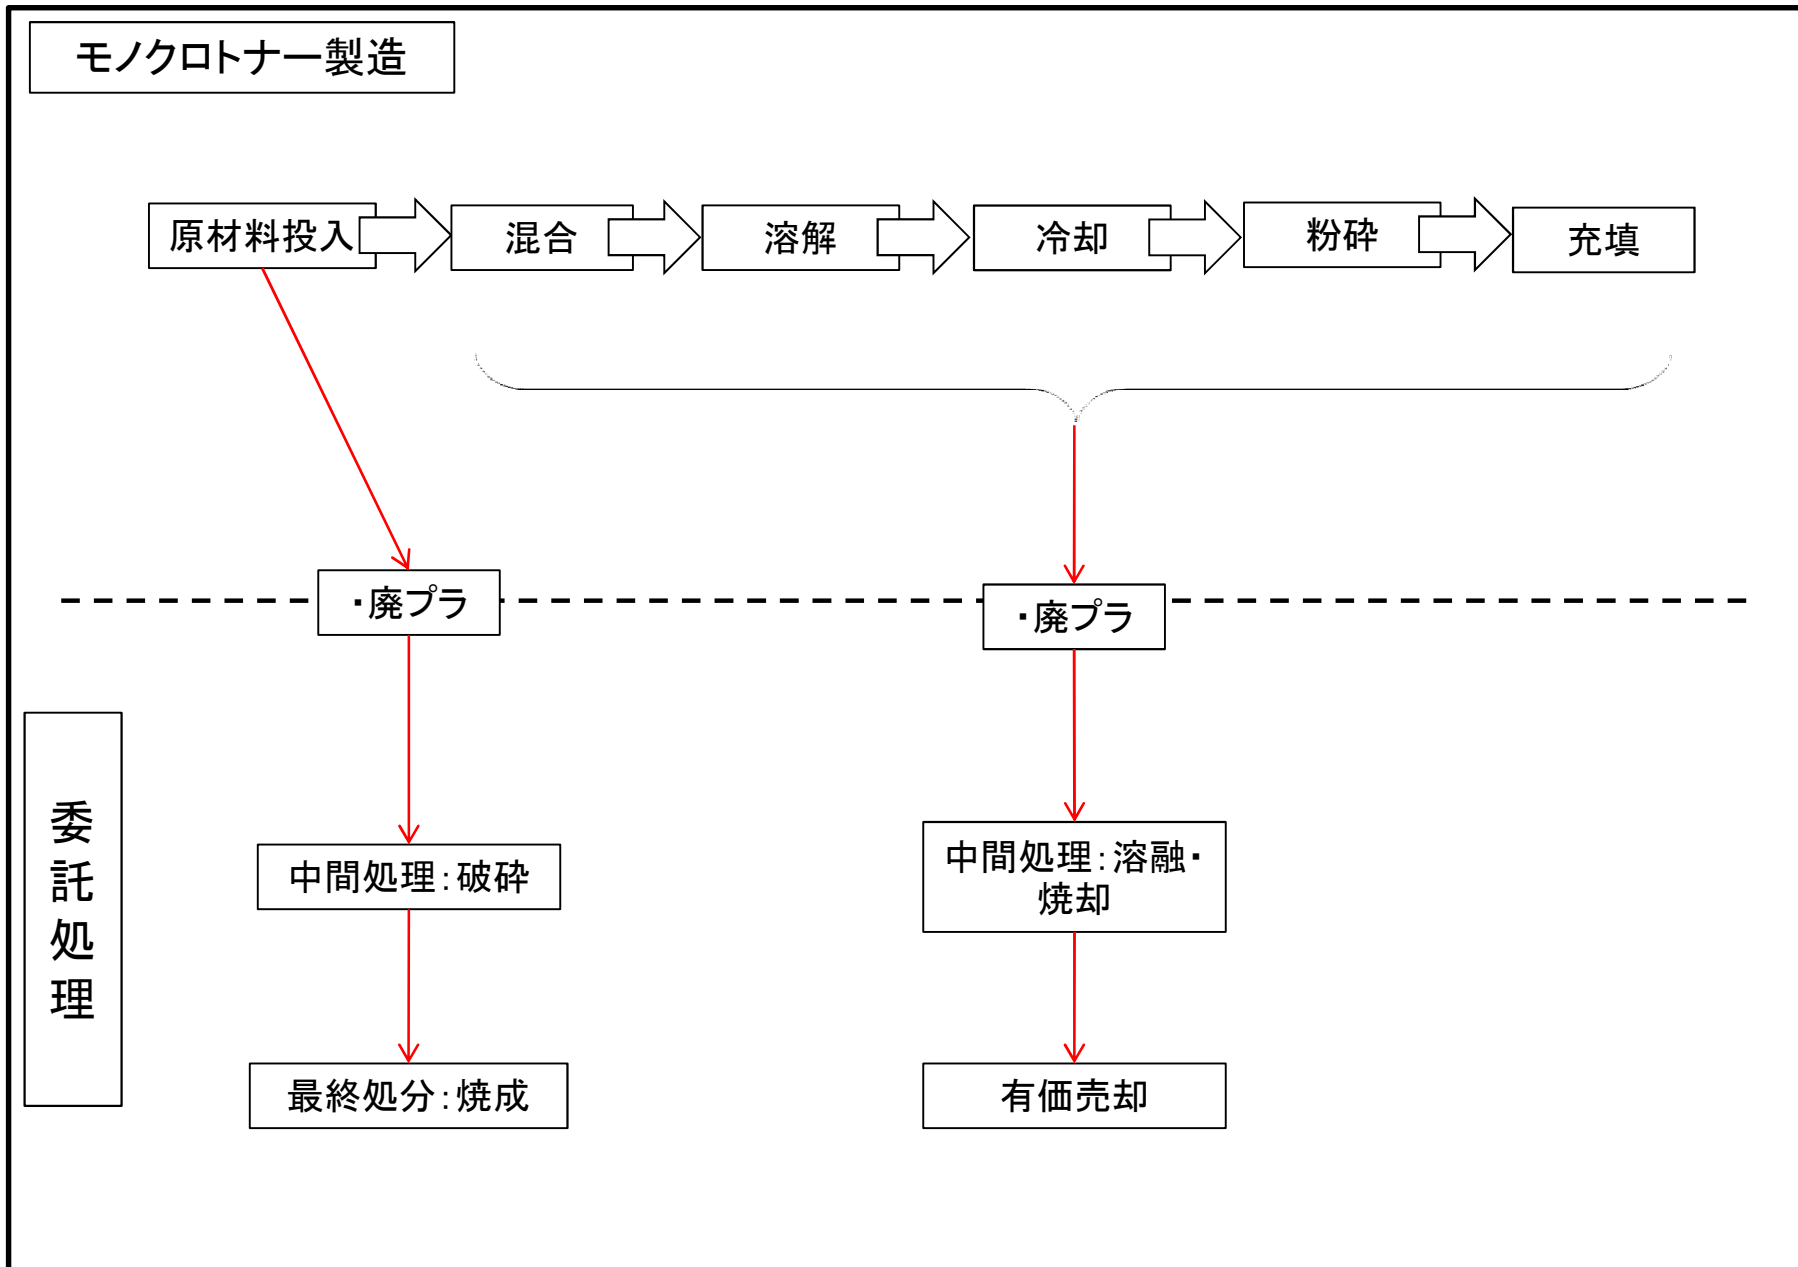 モノクロトナー製造
原材料投入
混合
溶解
冷却
粉砕
充填
・廃プラ
・廃プラ
委託処理
中間処理：破砕
中間処理：溶融・
焼却
最終処分：焼成
有価売却